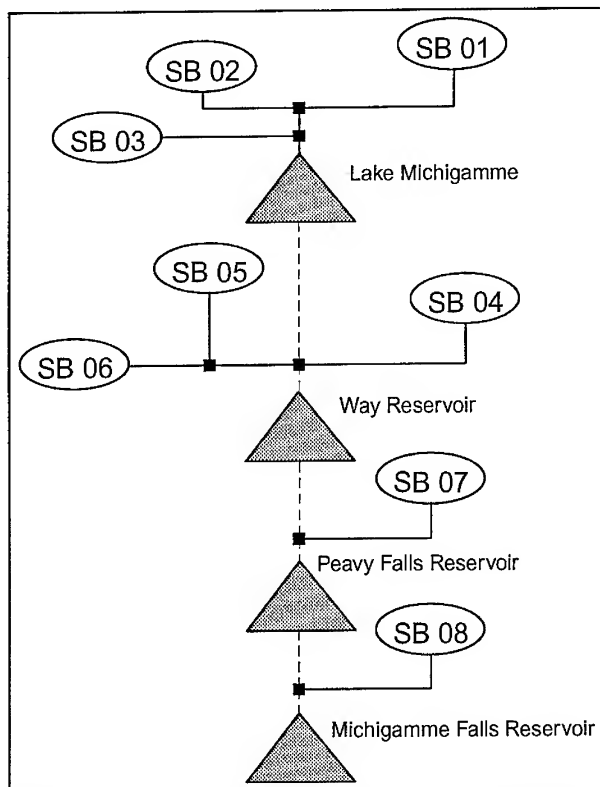 SB 01
SB 02
SB 03
Lake Michigamme
SB 05
SB 04
SB 06
Way Reservoir
SB 07
Peavy Falls Reservoir
SB 08
Michigamme Falls Reservoir